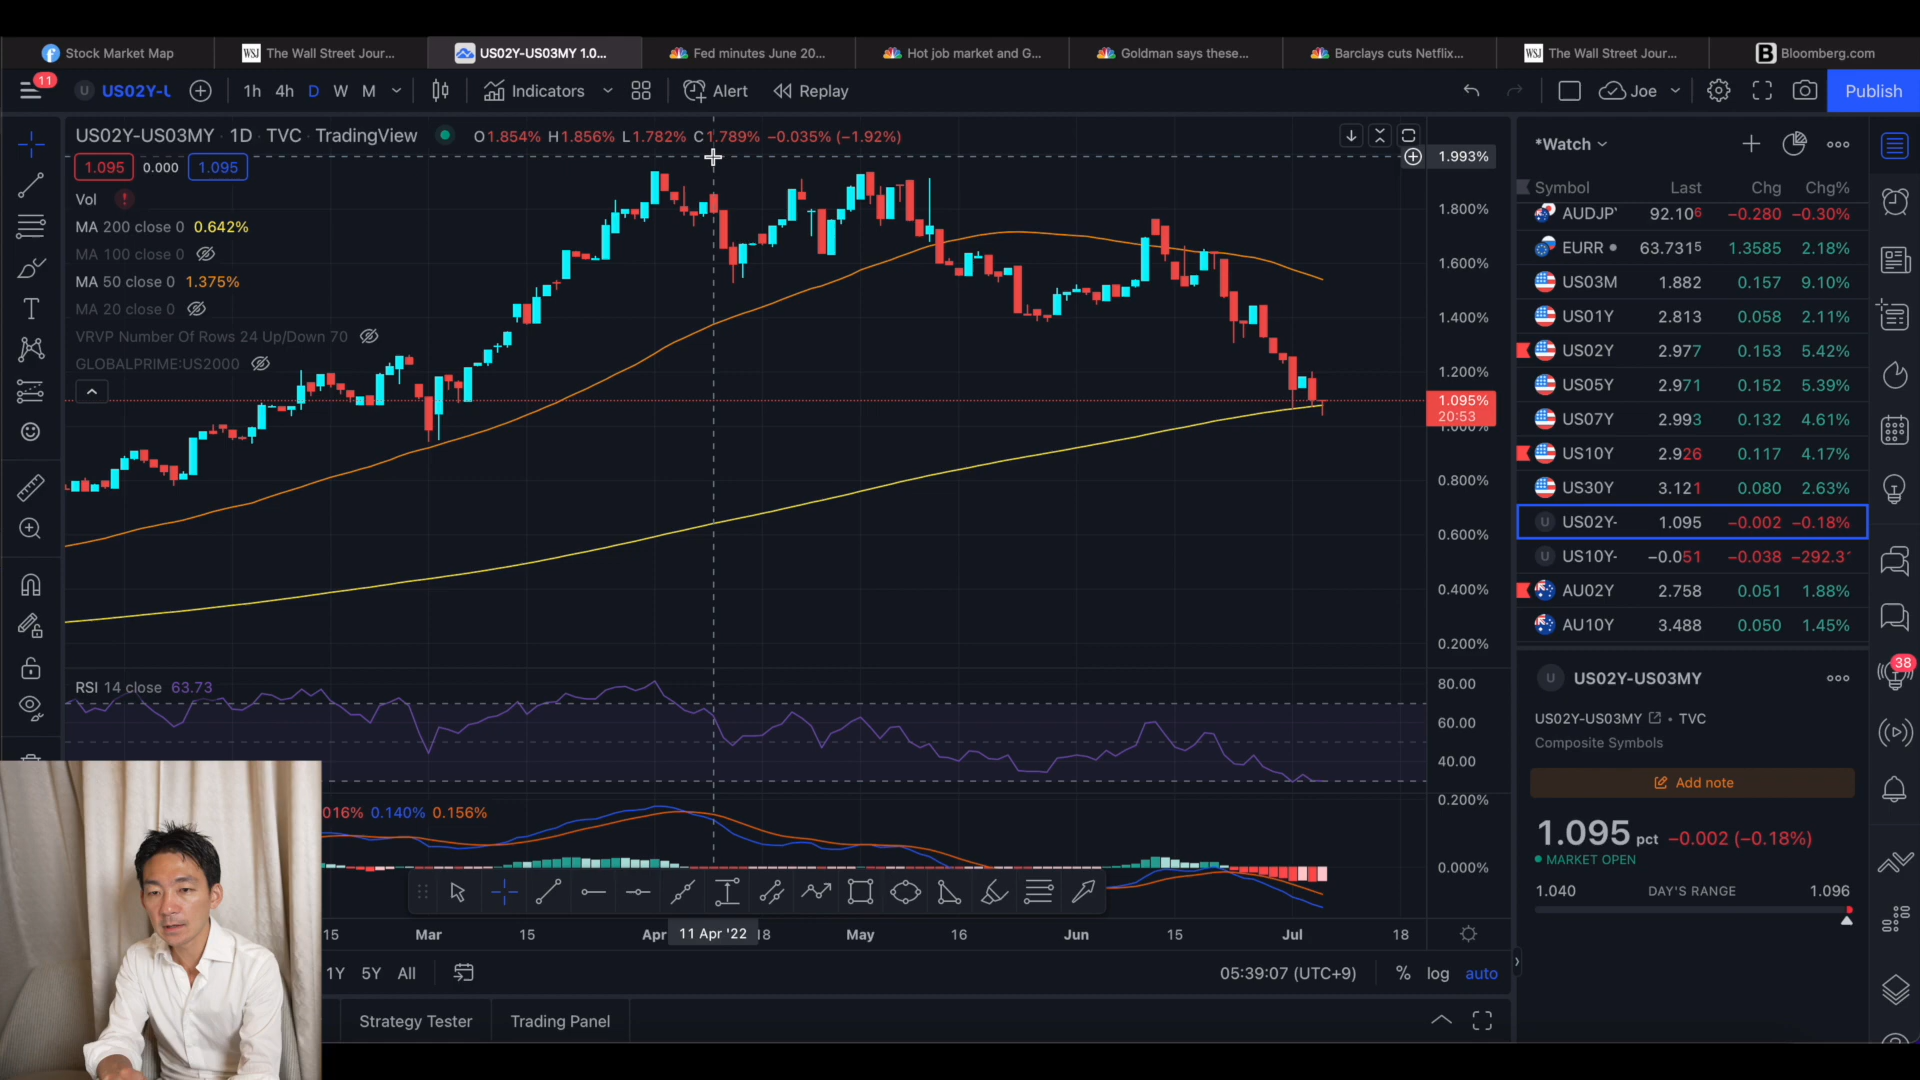 Stock Market Map
WSJ The Wall Street Jour...
US02Y-US03MY 1.0...
Fed minutes June 20...
Hot job market and G...
Goldman says these...
Barclays cuts Netflix...
WSJ The Wall Street Jour...
B Bloomberg.com
11
U US02Y-U
1h 4h D W M
Indicators
Alert
Replay
Joe
Publish
US02Y-US03MY · 1D · TVC · TradingView
O1.854% H1.856% L1.782% C1.789% −0.035% (−1.92%)
1.095 0.000 1.095
Vol !
MA 200 close 0 0.642%
MA 100 close 0
MA 50 close 0 1.375%
MA 20 close 0
VRVP Number Of Rows 24 Up/Down 70
GLOBALPRIME:US2000
1.993%
1.800%
1.600%
1.400%
1.200%
1.095%
20:53
1.000%
0.800%
0.600%
0.400%
0.200%
RSI 14 close 63.73
80.00
60.00
40.00
016% 0.140% 0.156%
0.200%
0.000%
15 Mar 15 Apr 11 Apr '22 18 May 16 Jun 15 Jul 18
1Y 5Y All
05:39:07 (UTC+9)
% log auto
Strategy Tester
Trading Panel
*Watch
Symbol Last Chg Chg%
AUDJP 92.106 −0.280 −0.30%
EURR 63.7315 1.3585 2.18%
US03M 1.882 0.157 9.10%
US01Y 2.813 0.058 2.11%
US02Y 2.977 0.153 5.42%
US05Y 2.971 0.152 5.39%
US07Y 2.993 0.132 4.61%
US10Y 2.926 0.117 4.17%
US30Y 3.121 0.080 2.63%
U US02Y- 1.095 −0.002 −0.18%
U US10Y- −0.051 −0.038 −292.3
AU02Y 2.758 0.051 1.88%
AU10Y 3.488 0.050 1.45%
U US02Y-US03MY
US02Y-US03MY • TVC
Composite Symbols
Add note
1.095 pct −0.002 (−0.18%)
MARKET OPEN
1.040 DAY'S RANGE 1.096
38